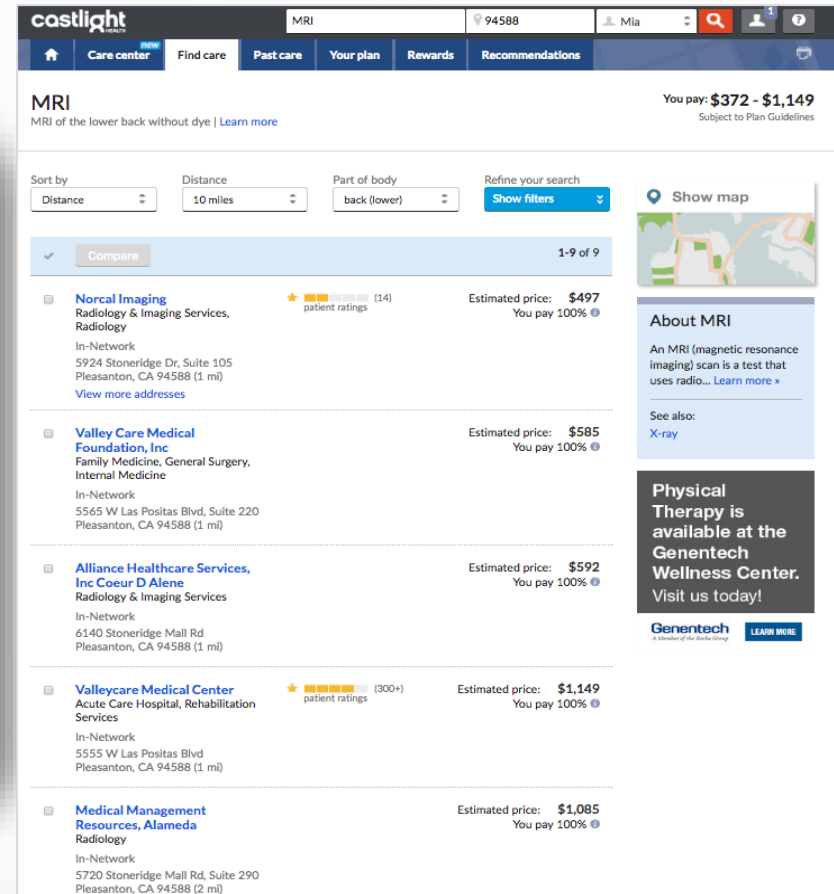 castlight
HEALTH
MRI
94588
Mia
1
?
Care center
new
Find care
Past care
Your plan
Rewards
Recommendations
MRI
MRI of the lower back without dye | Learn more
You pay: $372 - $1,149
Subject to Plan Guidelines
Sort by
Distance
Distance
10 miles
Part of body
back (lower)
Refine your search
Show filters
Show map
Compare
1-9 of 9
Norcal Imaging
Radiology & Imaging Services,
Radiology
In-Network
5924 Stoneridge Dr, Suite 105
Pleasanton, CA 94588 (1 mi)
View more addresses
(14)
patient ratings
Estimated price: $497
You pay 100%
Valley Care Medical
Foundation, Inc
Family Medicine, General Surgery,
Internal Medicine
In-Network
5565 W Las Positas Blvd, Suite 220
Pleasanton, CA 94588 (1 mi)
Estimated price: $585
You pay 100%
Alliance Healthcare Services,
Inc Coeur D Alene
Radiology & Imaging Services
In-Network
6140 Stoneridge Mall Rd
Pleasanton, CA 94588 (1 mi)
Estimated price: $592
You pay 100%
Valleycare Medical Center
Acute Care Hospital, Rehabilitation
Services
In-Network
5555 W Las Positas Blvd
Pleasanton, CA 94588 (1 mi)
(300+)
patient ratings
Estimated price: $1,149
You pay 100%
Medical Management
Resources, Alameda
Radiology
In-Network
5720 Stoneridge Mall Rd, Suite 290
Pleasanton, CA 94588 (2 mi)
Estimated price: $1,085
You pay 100%
About MRI
An MRI (magnetic resonance
imaging) scan is a test that
uses radio... Learn more »
See also:
X-ray
Physical
Therapy is
available at the
Genentech
Wellness Center.
Visit us today!
Genentech
A Member of the Roche Group
LEARN MORE